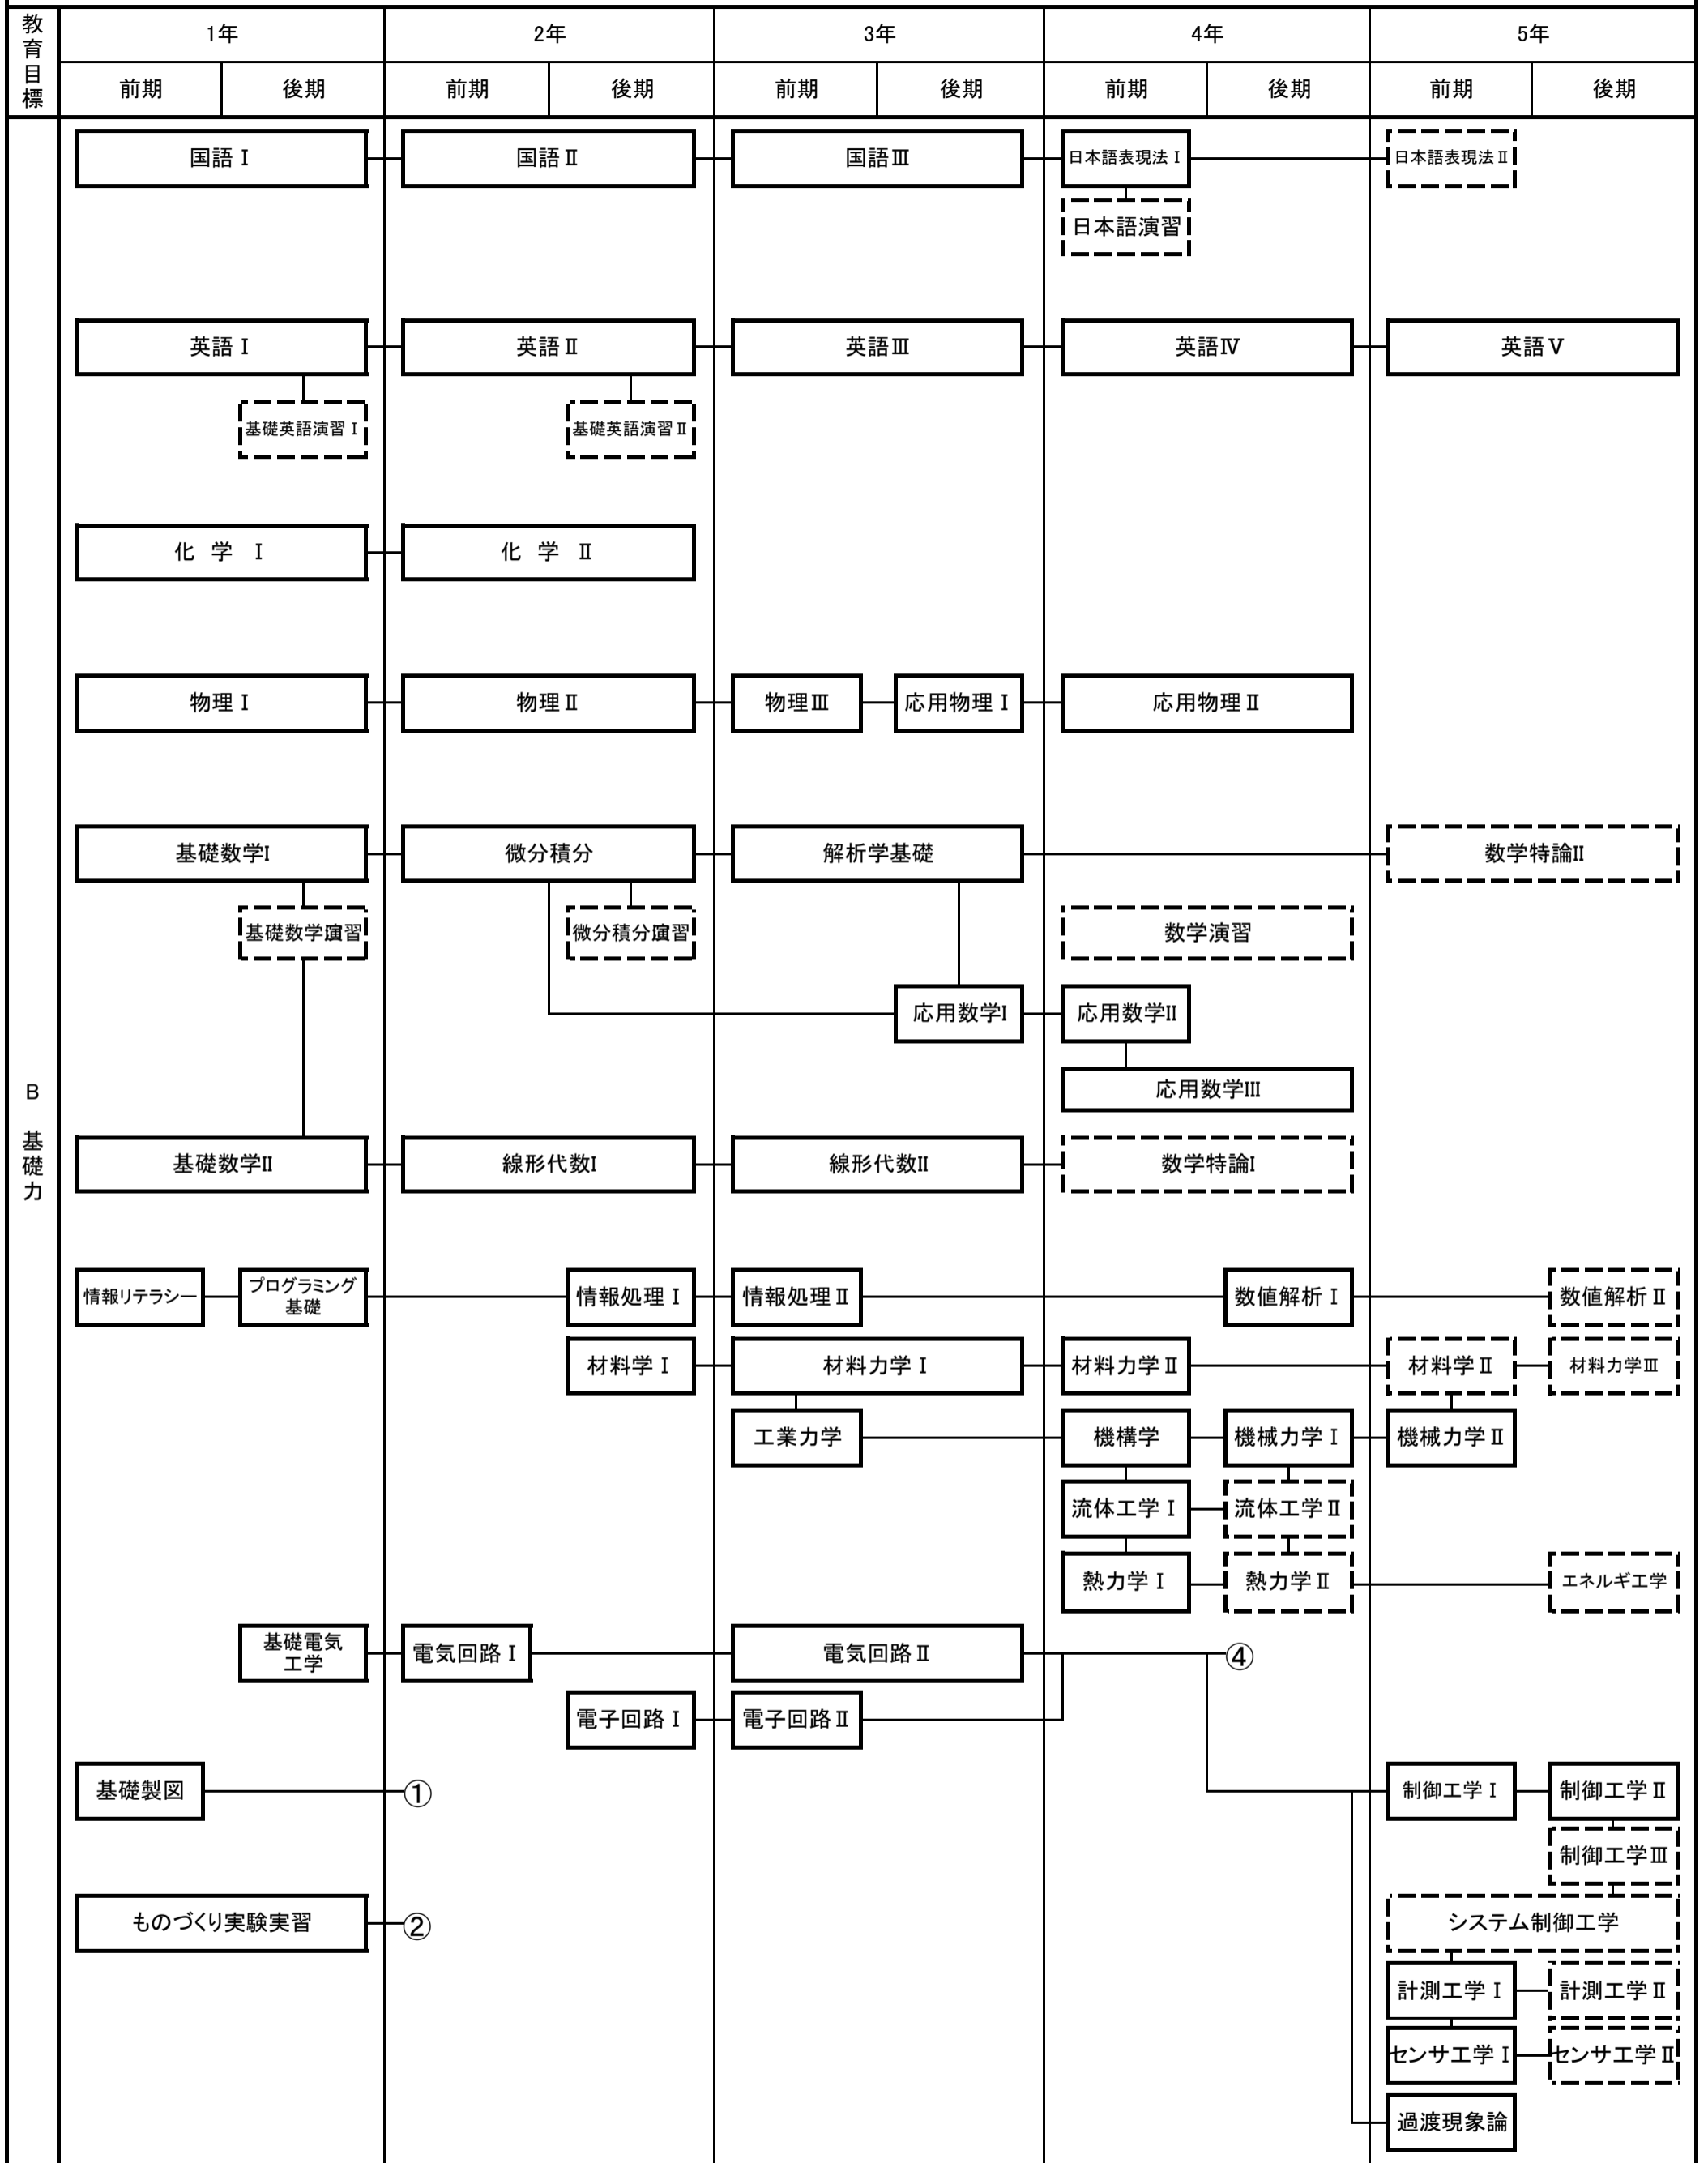 教育目標
1年 2年 3年 4年 5年
前期 後期 前期 後期 前期 後期 前期 後期 前期 後期
国語Ⅰ 国語Ⅱ 国語Ⅲ 日本語表現法Ⅰ 日本語表現法Ⅱ
日本語演習
英語Ⅰ 英語Ⅱ 英語Ⅲ 英語Ⅳ 英語Ⅴ
基礎英語演習Ⅰ 基礎英語演習Ⅱ
化 学 Ⅰ 化 学 Ⅱ
物理Ⅰ 物理Ⅱ 物理Ⅲ 応用物理Ⅰ 応用物理Ⅱ
基礎数学I 微分積分 解析学基礎 数学特論II
基礎数学演習 微分積分演習 数学演習
応用数学I 応用数学II
応用数学III
B 基礎力
基礎数学II 線形代数I 線形代数II 数学特論I
情報リテラシー プログラミング
基礎 情報処理Ⅰ 情報処理Ⅱ 数値解析Ⅰ 数値解析Ⅱ
材料学Ⅰ 材料力学Ⅰ 材料力学Ⅱ 材料学Ⅱ 材料力学Ⅲ
工業力学 機構学 機械力学Ⅰ 機械力学Ⅱ
流体工学Ⅰ 流体工学Ⅱ
熱力学Ⅰ 熱力学Ⅱ エネルギ工学
基礎電気
工学 電気回路Ⅰ 電気回路Ⅱ ④
電子回路Ⅰ 電子回路Ⅱ
基礎製図 ① 制御工学Ⅰ 制御工学Ⅱ
制御工学Ⅲ
ものづくり実験実習 ② システム制御工学
計測工学Ⅰ 計測工学Ⅱ
センサ工学Ⅰ センサ工学Ⅱ
過渡現象論